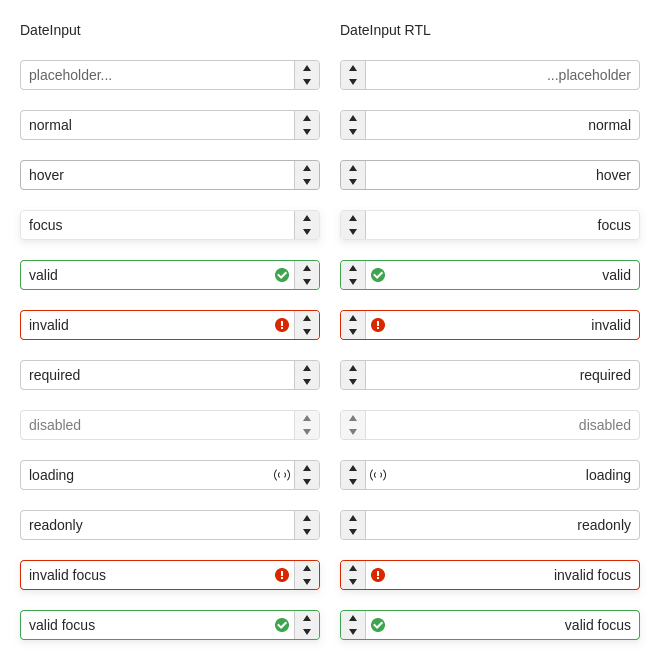 DateInput
DateInput RTL
placeholder...
...placeholder
normal
normal
hover
hover
focus
focus
valid
valid
invalid
invalid
required
required
disabled
disabled
loading
loading
readonly
readonly
invalid focus
invalid focus
valid focus
valid focus